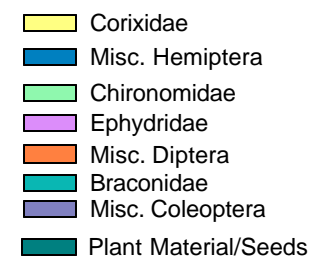 Corixidae
Misc. Hemiptera
Chironomidae
Ephydridae
Misc. Diptera
Braconidae
Misc. Coleoptera
Plant Material/Seeds